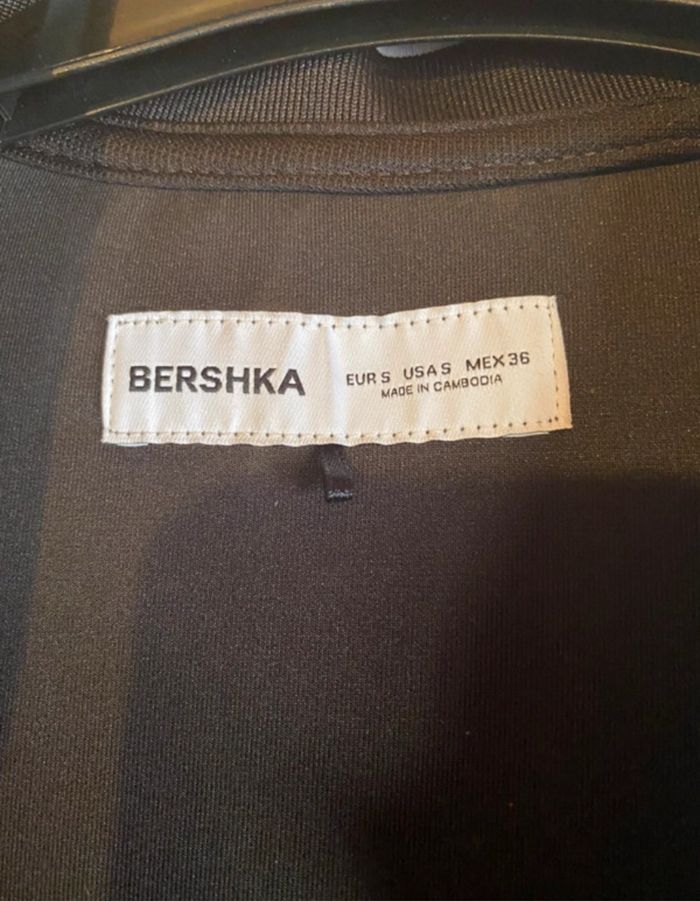 BERSHKA
EUR S USA S MEX 36
MADE IN CAMBODIA